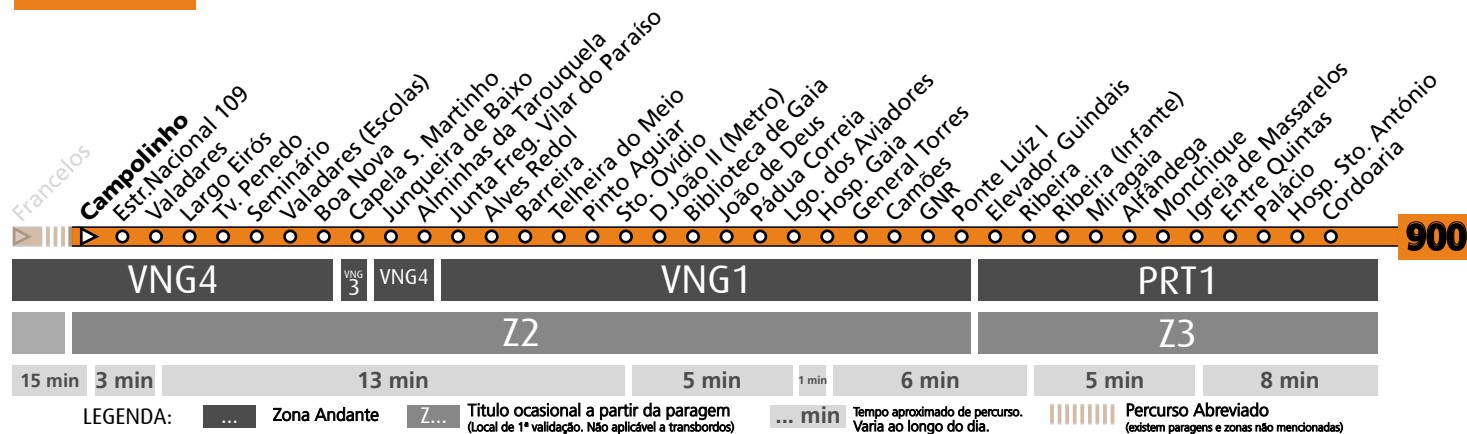 Francelos
Campolinho
Estr.Nacional 109
Valadares
Largo Eirós
Tv. Penedo
Seminário
Valadares (Escolas)
Boa Nova
Capela S. Martinho
Junqueira de Baixo
Alminhas da Tarouquela
Junta Freg. Vilar do Paraíso
Alves Redol
Barreira
Telheira do Meio
Pinto Aguiar
Sto. Ovídio
D.João II (Metro)
Biblioteca de Gaia
João de Deus
Pádua Correia
Lgo. dos Aviadores
Hosp. Gaia
General Torres
Camões
GNR
Ponte Luíz I
Elevador Guindais
Ribeira
Ribeira (Infante)
Miragaia
Alfândega
Monchique
Igreja de Massarelos
Entre Quintas
Palácio
Hosp. Sto. António
Cordoaria
900
VNG4 VNG 3 VNG4 VNG1 PRT1
Z2 Z3
15 min 3 min 13 min 5 min 1 min 6 min 5 min 8 min
LEGENDA:
... Zona Andante
Z... Titulo ocasional a partir da paragem
(Local de 1ª validação. Não aplicável a transbordos)
... min Tempo aproximado de percurso.
Varia ao longo do dia.
Percurso Abreviado
(existem paragens e zonas não mencionadas)